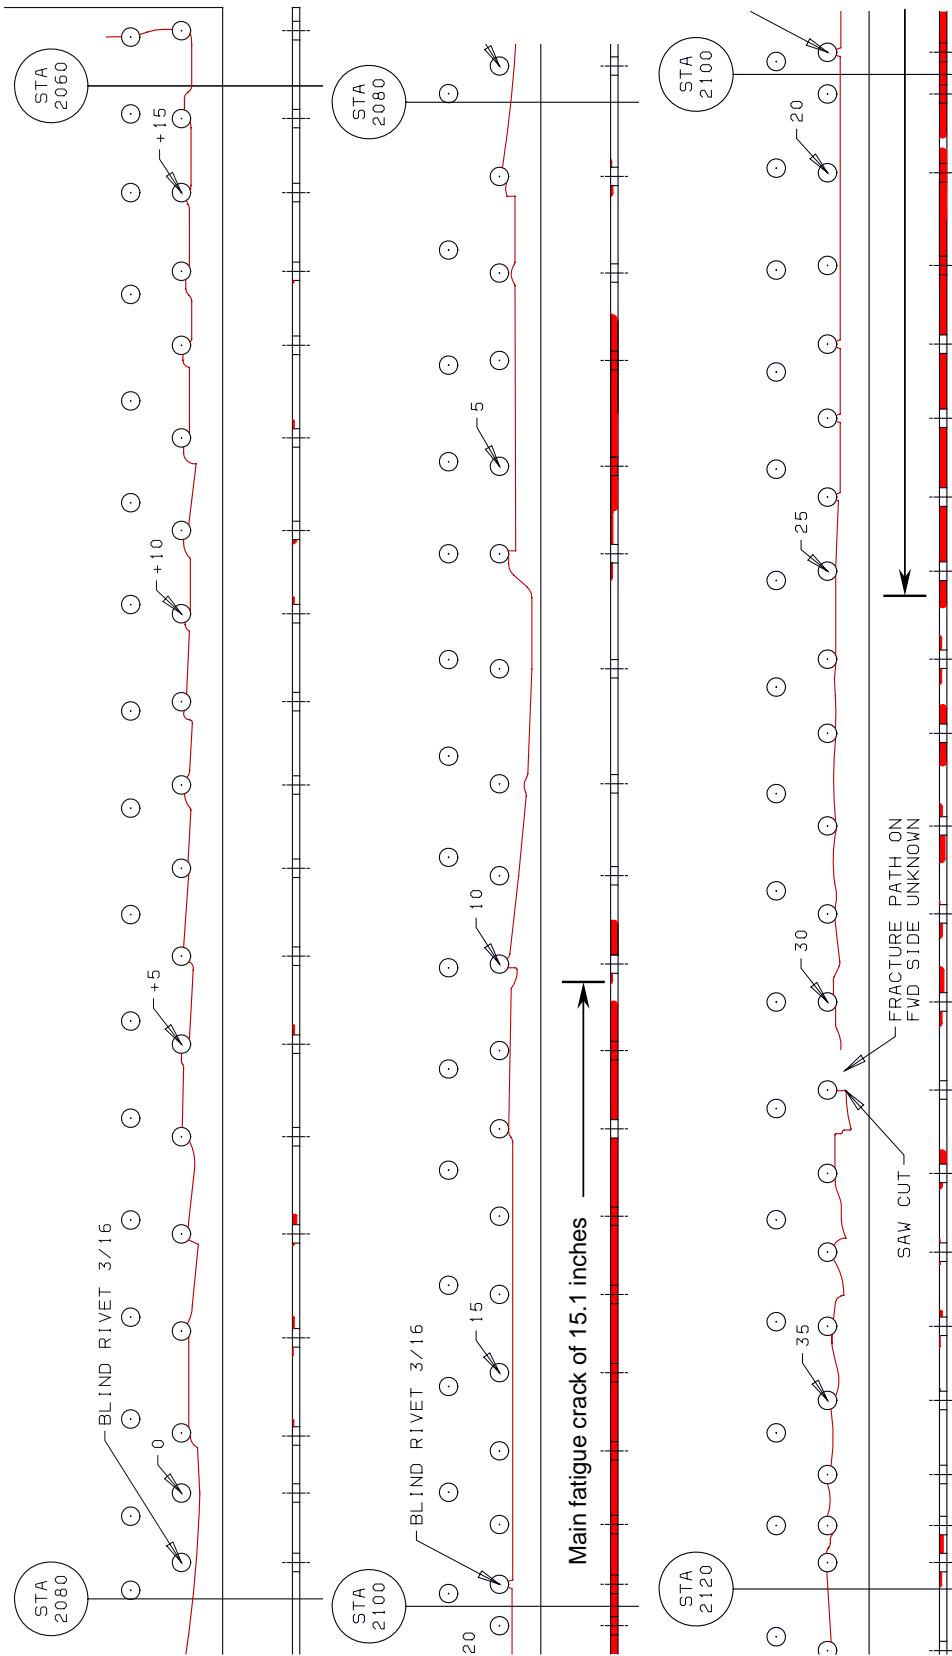 STA
2060
+15
+10
+5
BLIND RIVET 3/16
0
STA
2080
STA
2080
5
10
15
BLIND RIVET 3/16
Main fatigue crack of 15.1 inches
STA
2100
20
STA
2100
20
25
30
FRACTURE PATH ON
FWD SIDE UNKNOWN
SAW CUT
35
STA
2120